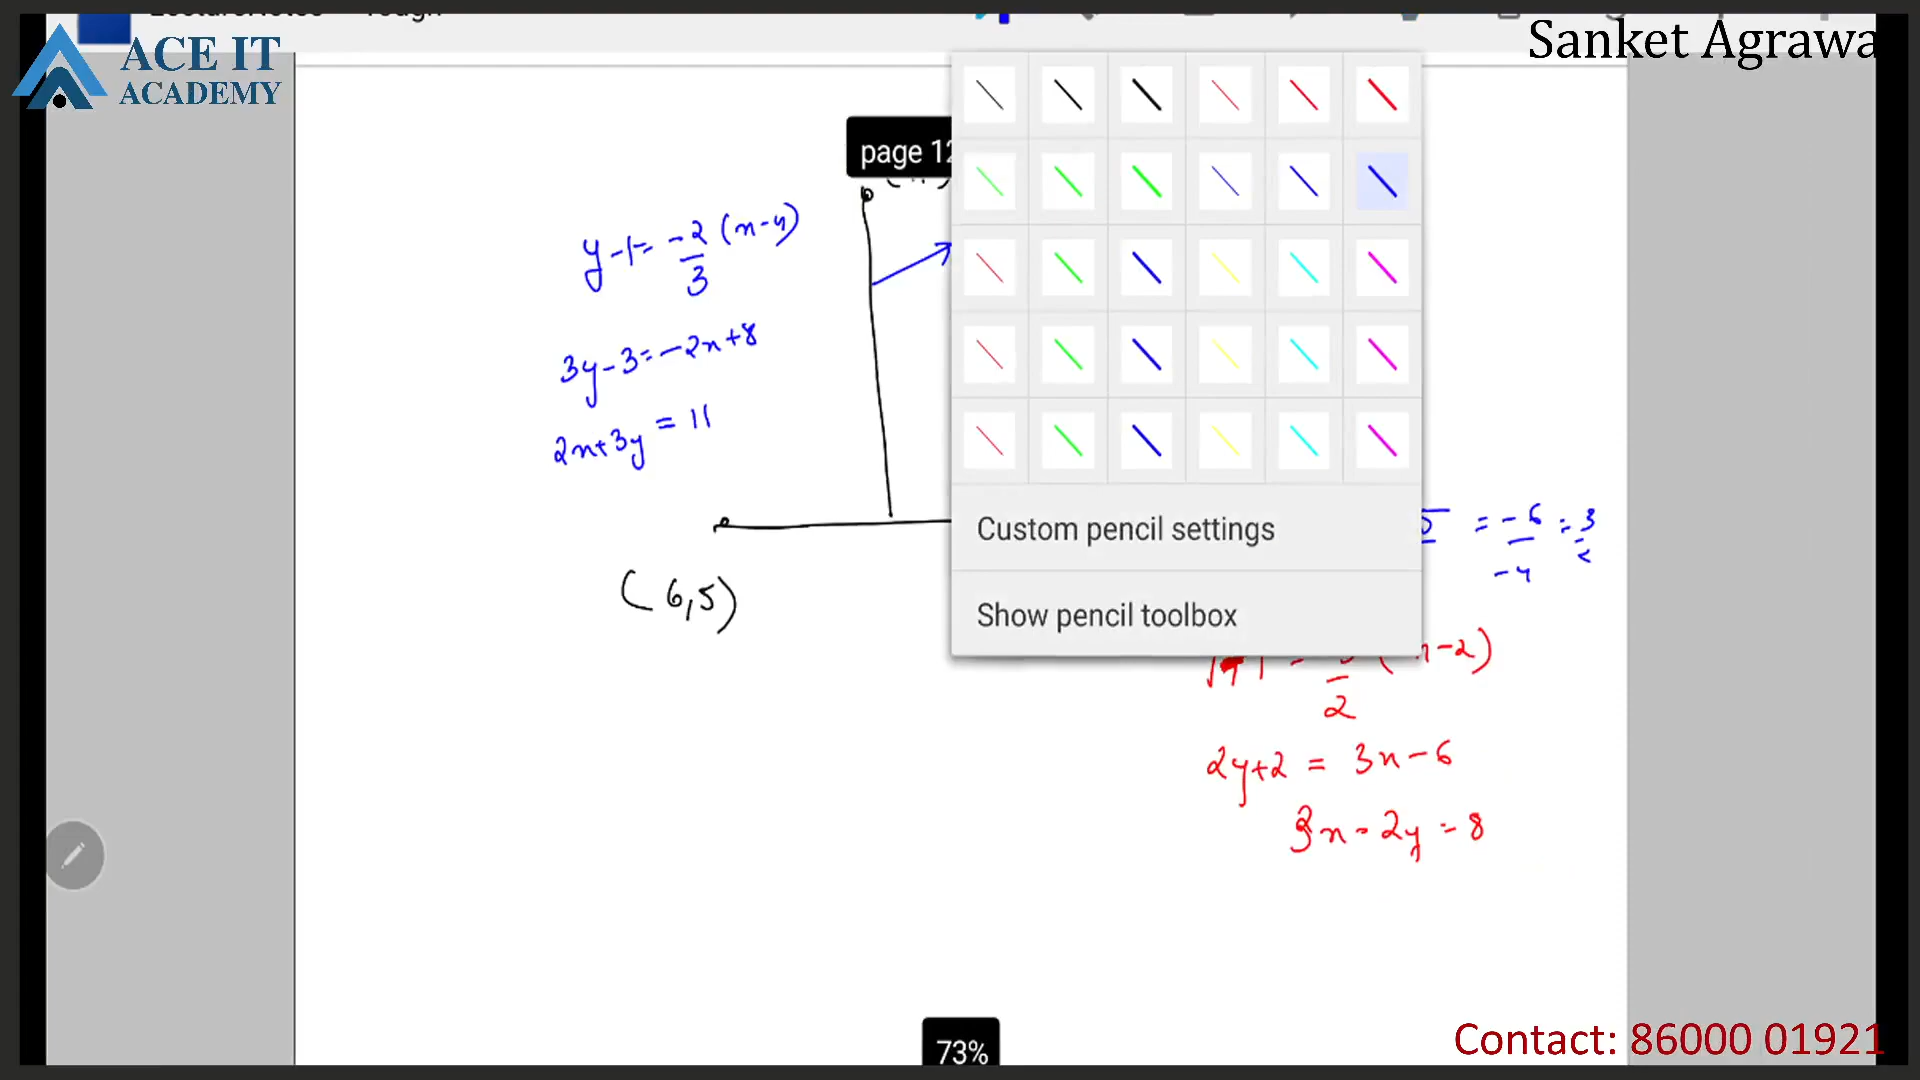 Sanket Agrawa
ACE IT
ACADEMY
page 12
y-1= -2/3 (x-4)
3y-3=-2x+8
2x+3y = 11
(6,5)
Custom pencil settings
Show pencil toolbox
= -6/-4 = 3
x-2)
2
2y+2 = 3x-6
3x-2y=8
73%
Contact: 86000 01921